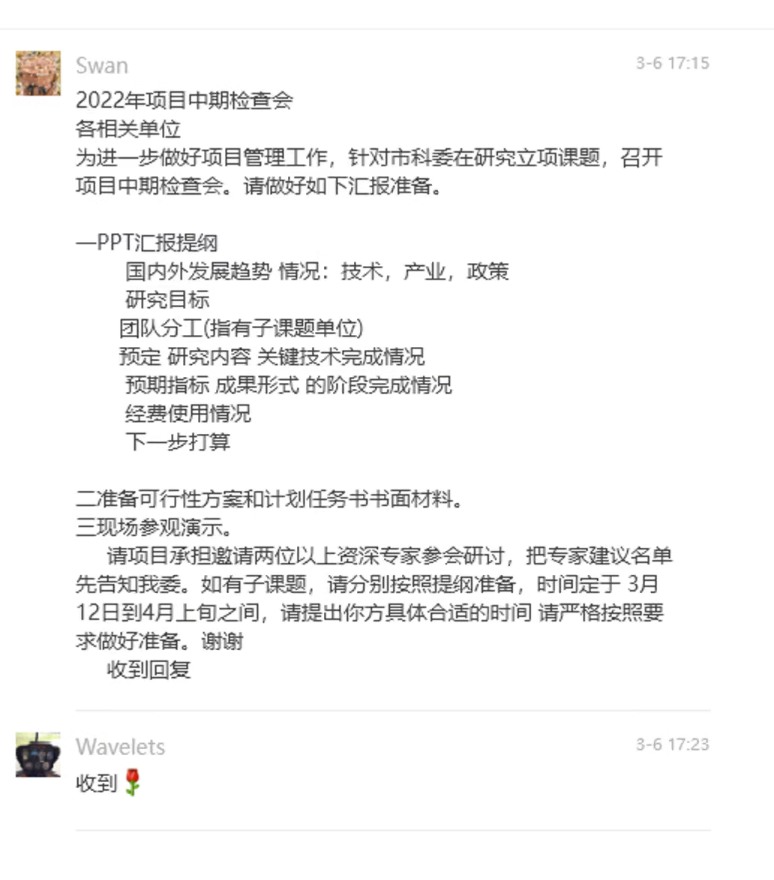 Swan 3-6 17:15
2022年项目中期检查会
各相关单位
为进一步做好项目管理工作，针对市科委在研究立项课题，召开
项目中期检查会。请做好如下汇报准备。
一PPT汇报提纲
国内外发展趋势 情况：技术，产业，政策
研究目标
团队分工(指有子课题单位)
预定 研究内容 关键技术完成情况
预期指标 成果形式 的阶段完成情况
经费使用情况
下一步打算
二准备可行性方案和计划任务书书面材料。
三现场参观演示。
请项目承担邀请两位以上资深专家参会研讨，把专家建议名单
先告知我委。如有子课题，请分别按照提纲准备，时间定于 3月
12日到4月上旬之间，请提出你方具体合适的时间 请严格按照要
求做好准备。谢谢
收到回复
Wavelets 3-6 17:23
收到🌹